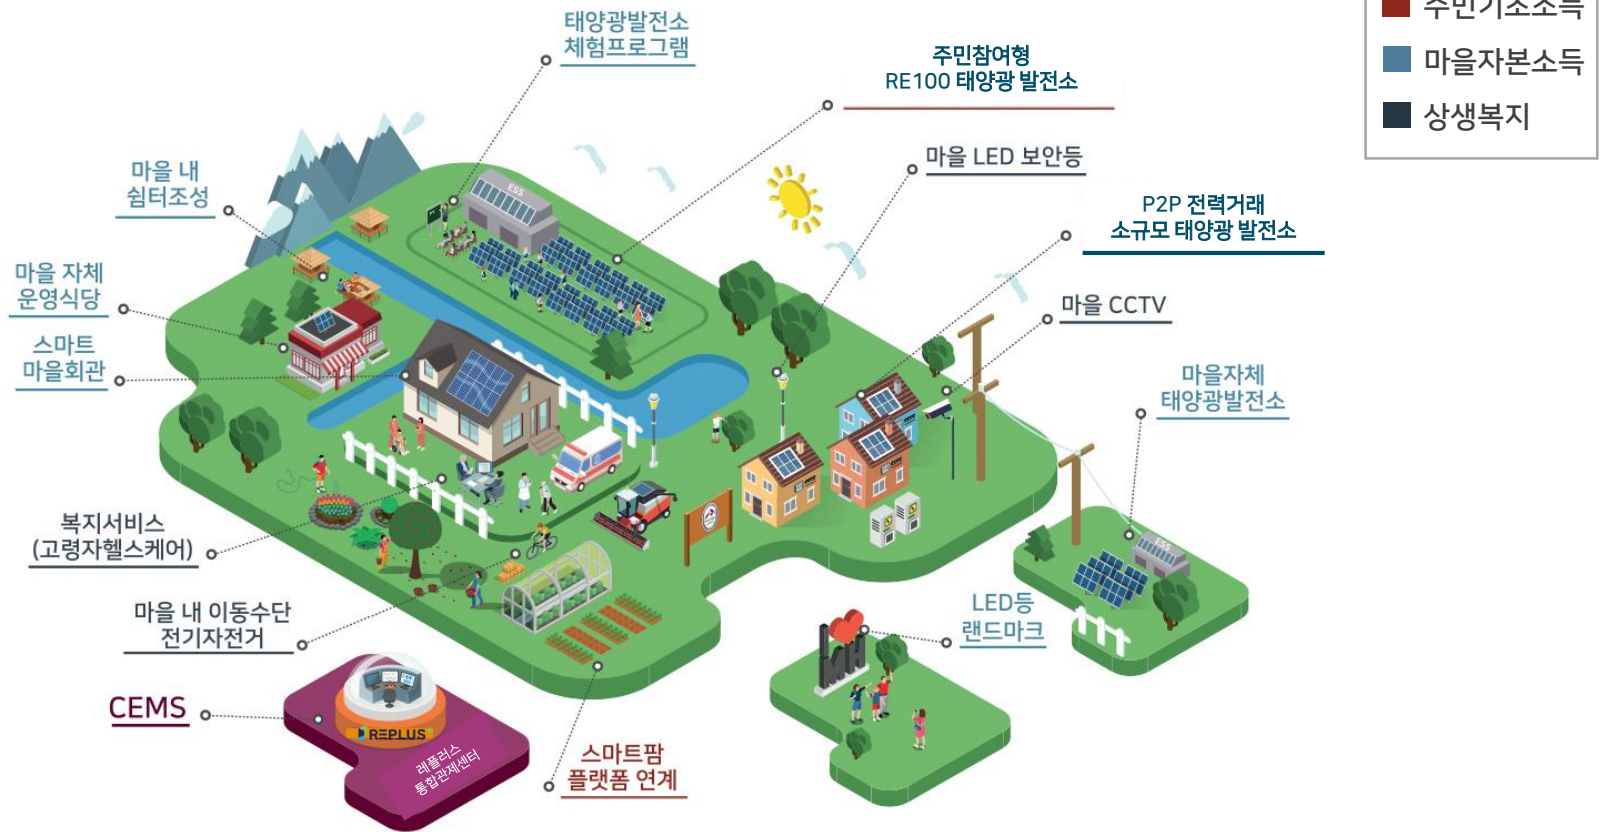 태양광발전소
체험프로그램
주민참여형
RE100 태양광 발전소
주민기초소득
마을자본소득
상생복지
마을 LED 보안등
마을 내
쉼터조성
P2P 전력거래
소규모 태양광 발전소
ESS
마을 자체
운영식당
마을 CCTV
스마트
마을회관
마을자체
태양광발전소
복지서비스
(고령자헬스케어)
ESS
마을 내 이동수단
전기자전거
LED등
랜드마크
CEMS
REPLUS
레플러스
통합관제센터
스마트팜
플랫폼 연계